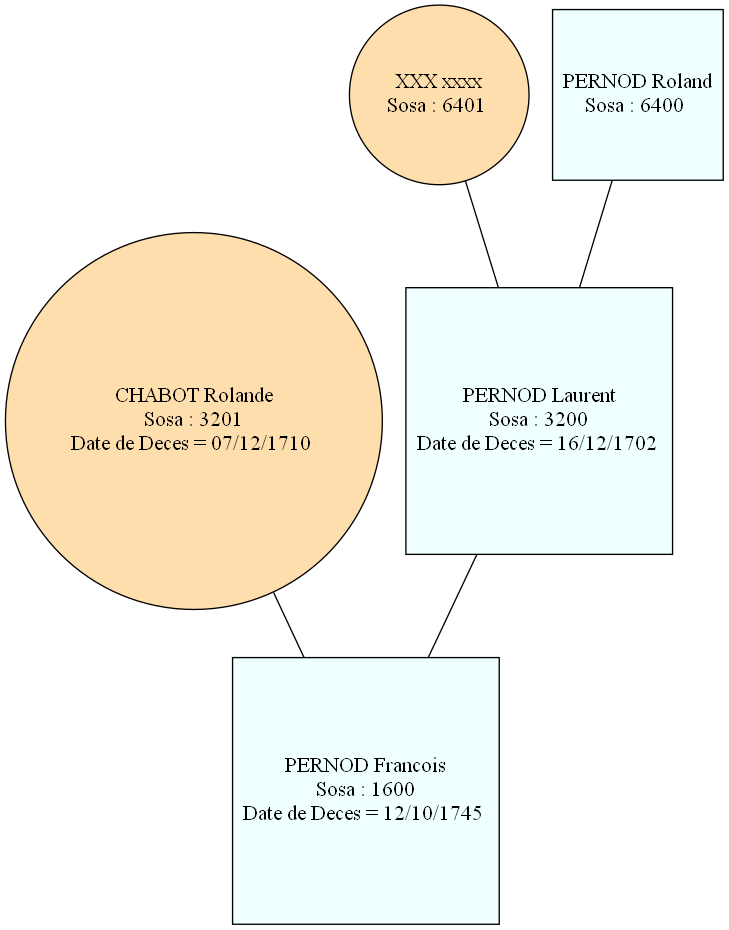 XXX xxxx
Sosa : 6401
PERNOD Roland
Sosa : 6400
CHABOT Rolande
Sosa : 3201
Date de Deces = 07/12/1710
PERNOD Laurent
Sosa : 3200
Date de Deces = 16/12/1702
PERNOD Francois
Sosa : 1600
Date de Deces = 12/10/1745